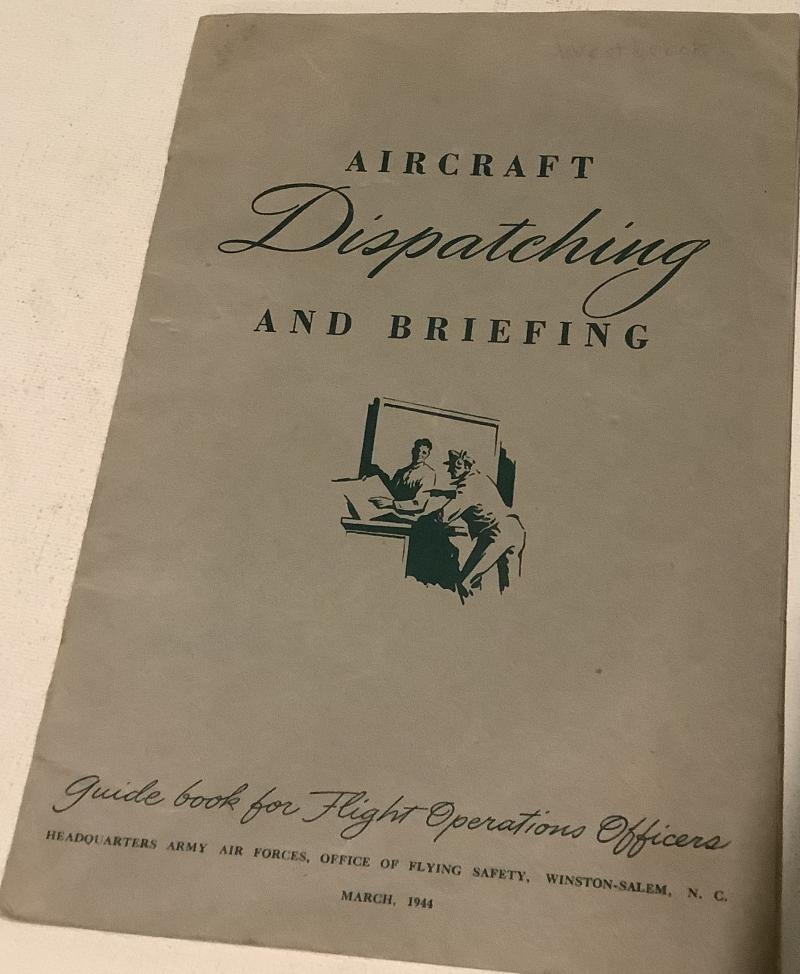 AIRCRAFT
Dispatching
AND BRIEFING
Guide book for Flight Operations Officers
HEADQUARTERS ARMY AIR FORCES, OFFICE OF FLYING SAFETY, WINSTON-SALEM, N. C.
MARCH, 1944